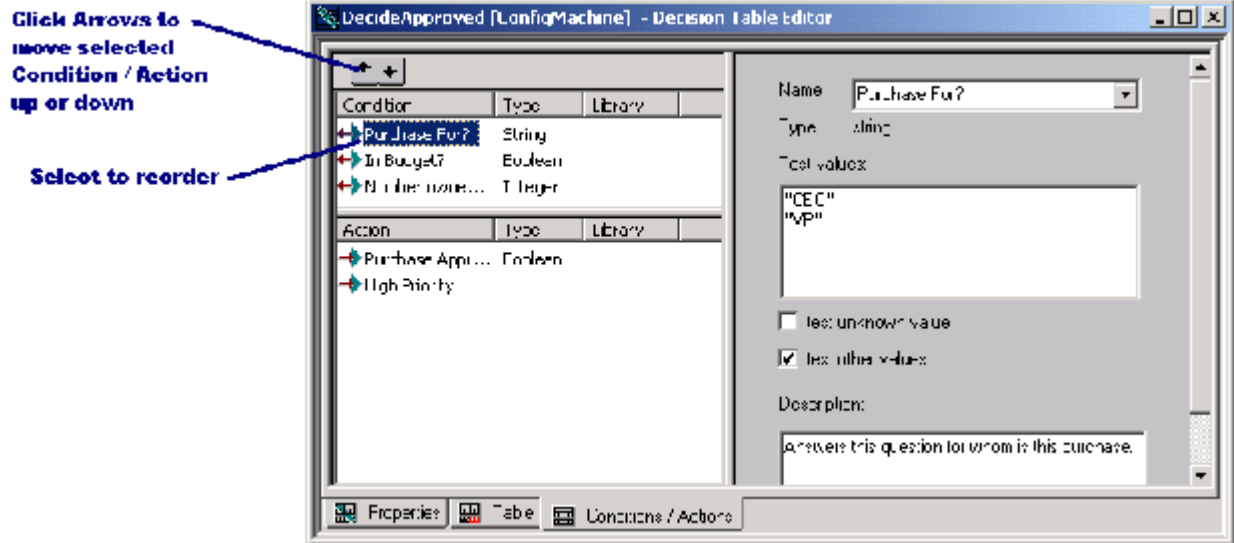 Click Arrows to
move selected
Condition / Action
up or down
Select to reorder
DecideApproved [ConfigMachine] - Decision Table Editor
Condition Type Library
Purchase For? String
In Budget? Boolean
Number owne... Integer
Action Type Library
Purchase Appr... Boolean
High Priority
Name Purchase For?
Type string
Test values
"CEO"
"VP"
Test unknown value
Test other values
Description:
Answers this question for whom is this purchase.
Properties Table Conditions / Actions